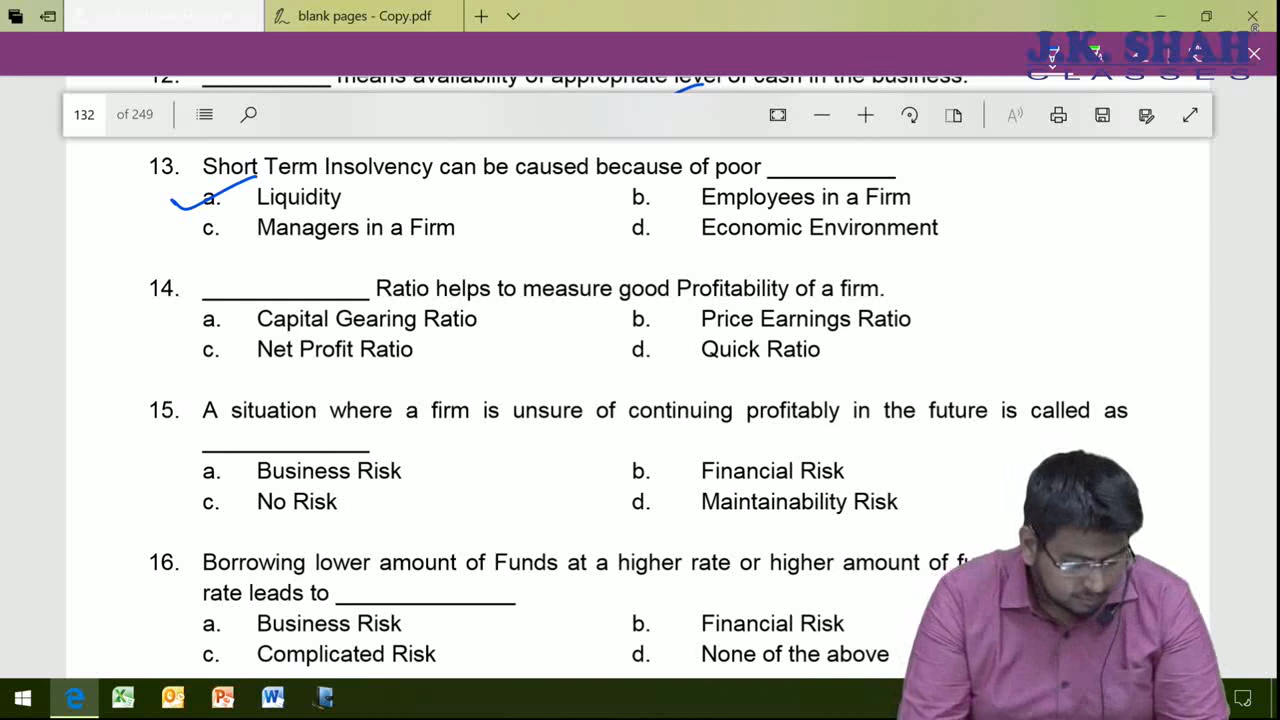 blank pages - Copy.pdf
J.K. SHAH®
CLASSES
12. __________ means availability of appropriate level of cash in the business.
132 of 249
13. Short Term Insolvency can be caused because of poor __________
a. Liquidity b. Employees in a Firm
c. Managers in a Firm d. Economic Environment
14. _____________ Ratio helps to measure good Profitability of a firm.
a. Capital Gearing Ratio b. Price Earnings Ratio
c. Net Profit Ratio d. Quick Ratio
15. A situation where a firm is unsure of continuing profitably in the future is called as
_____________
a. Business Risk b. Financial Risk
c. No Risk d. Maintainability Risk
16. Borrowing lower amount of Funds at a higher rate or higher amount of
rate leads to ______________
a. Business Risk b. Financial Risk
c. Complicated Risk d. None of the above